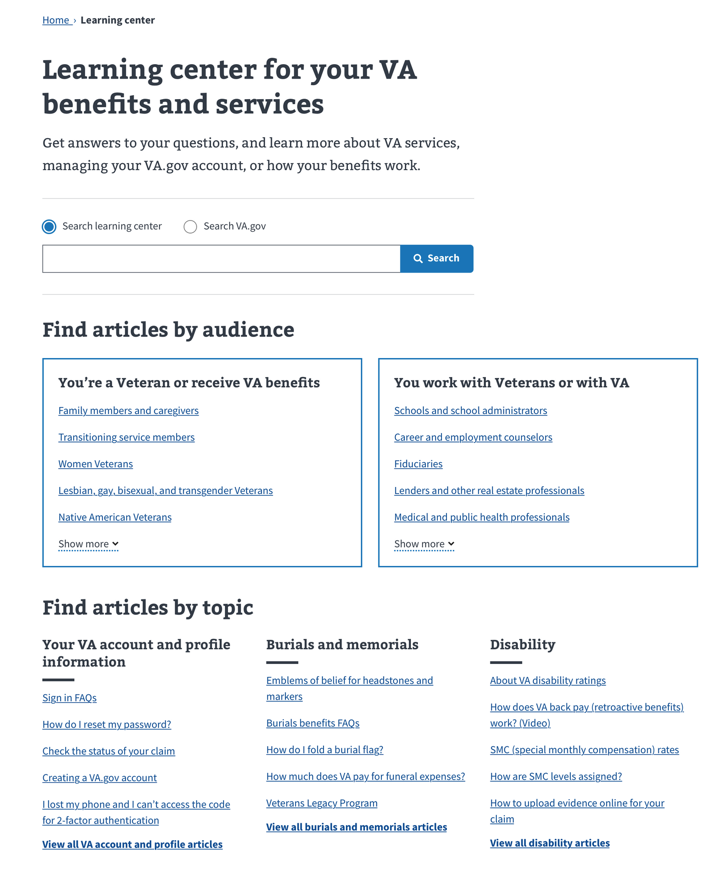 Home › Learning center
Learning center for your VA
benefits and services
Get answers to your questions, and learn more about VA services,
managing your VA.gov account, or how your benefits work.
Search learning center
Search VA.gov
Search
Find articles by audience
You’re a Veteran or receive VA benefits
Family members and caregivers
Transitioning service members
Women Veterans
Lesbian, gay, bisexual, and transgender Veterans
Native American Veterans
Show more
You work with Veterans or with VA
Schools and school administrators
Career and employment counselors
Fiduciaries
Lenders and other real estate professionals
Medical and public health professionals
Show more
Find articles by topic
Your VA account and profile
information
Sign in FAQs
How do I reset my password?
Check the status of your claim
Creating a VA.gov account
I lost my phone and I can’t access the code
for 2-factor authentication
View all VA account and profile articles
Burials and memorials
Emblems of belief for headstones and
markers
Burials benefits FAQs
How do I fold a burial flag?
How much does VA pay for funeral expenses?
Veterans Legacy Program
View all burials and memorials articles
Disability
About VA disability ratings
How does VA back pay (retroactive benefits)
work? (Video)
SMC (special monthly compensation) rates
How are SMC levels assigned?
How to upload evidence online for your
claim
View all disability articles